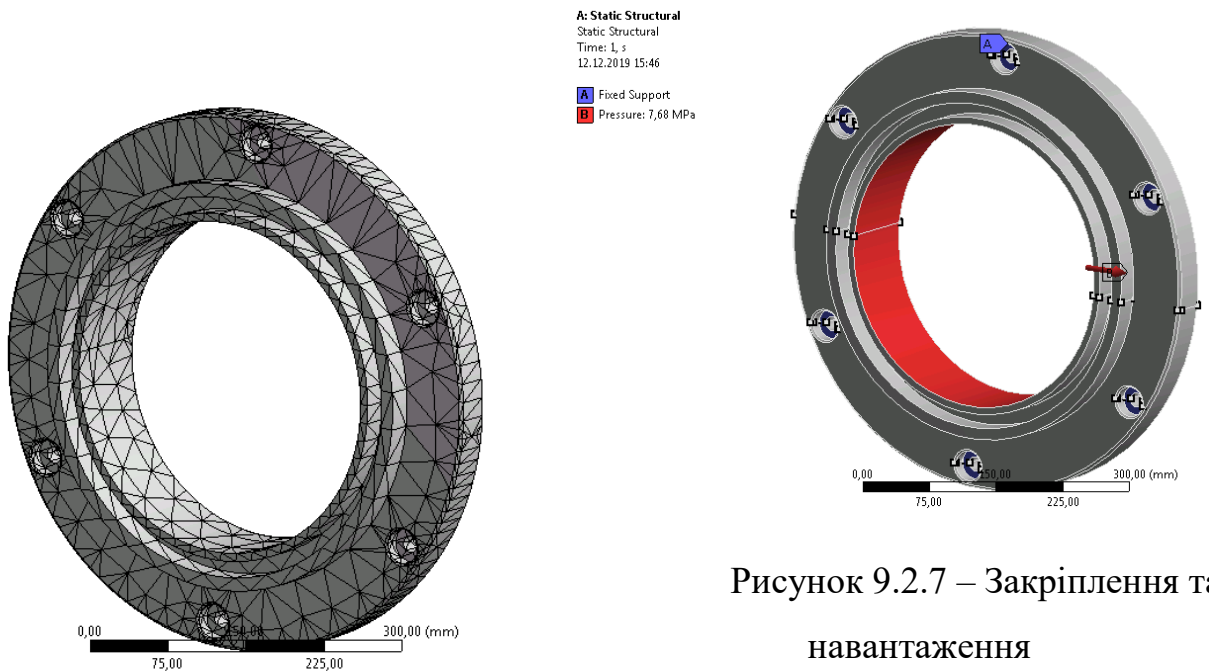 A: Static Structural
Static Structural
Time: 1, s
12.12.2019 15:46
A Fixed Support
B Pressure: 7,68 MPa
A
0,00 150,00 300,00 (mm)
75,00 225,00
Рисунок 9.2.7 – Закріплення та
навантаження
0,00 300,00 (mm)
75,00 225,00